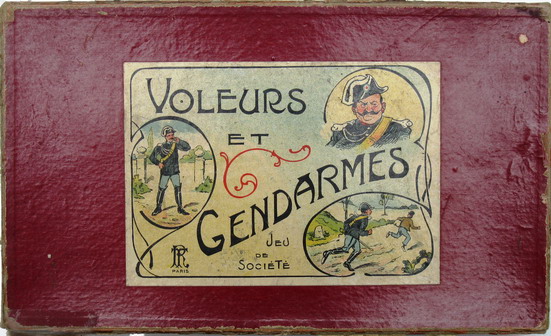 VOLEURS
ET
GENDARMES
JEU
DE
SOCIÉTÉ
PARIS